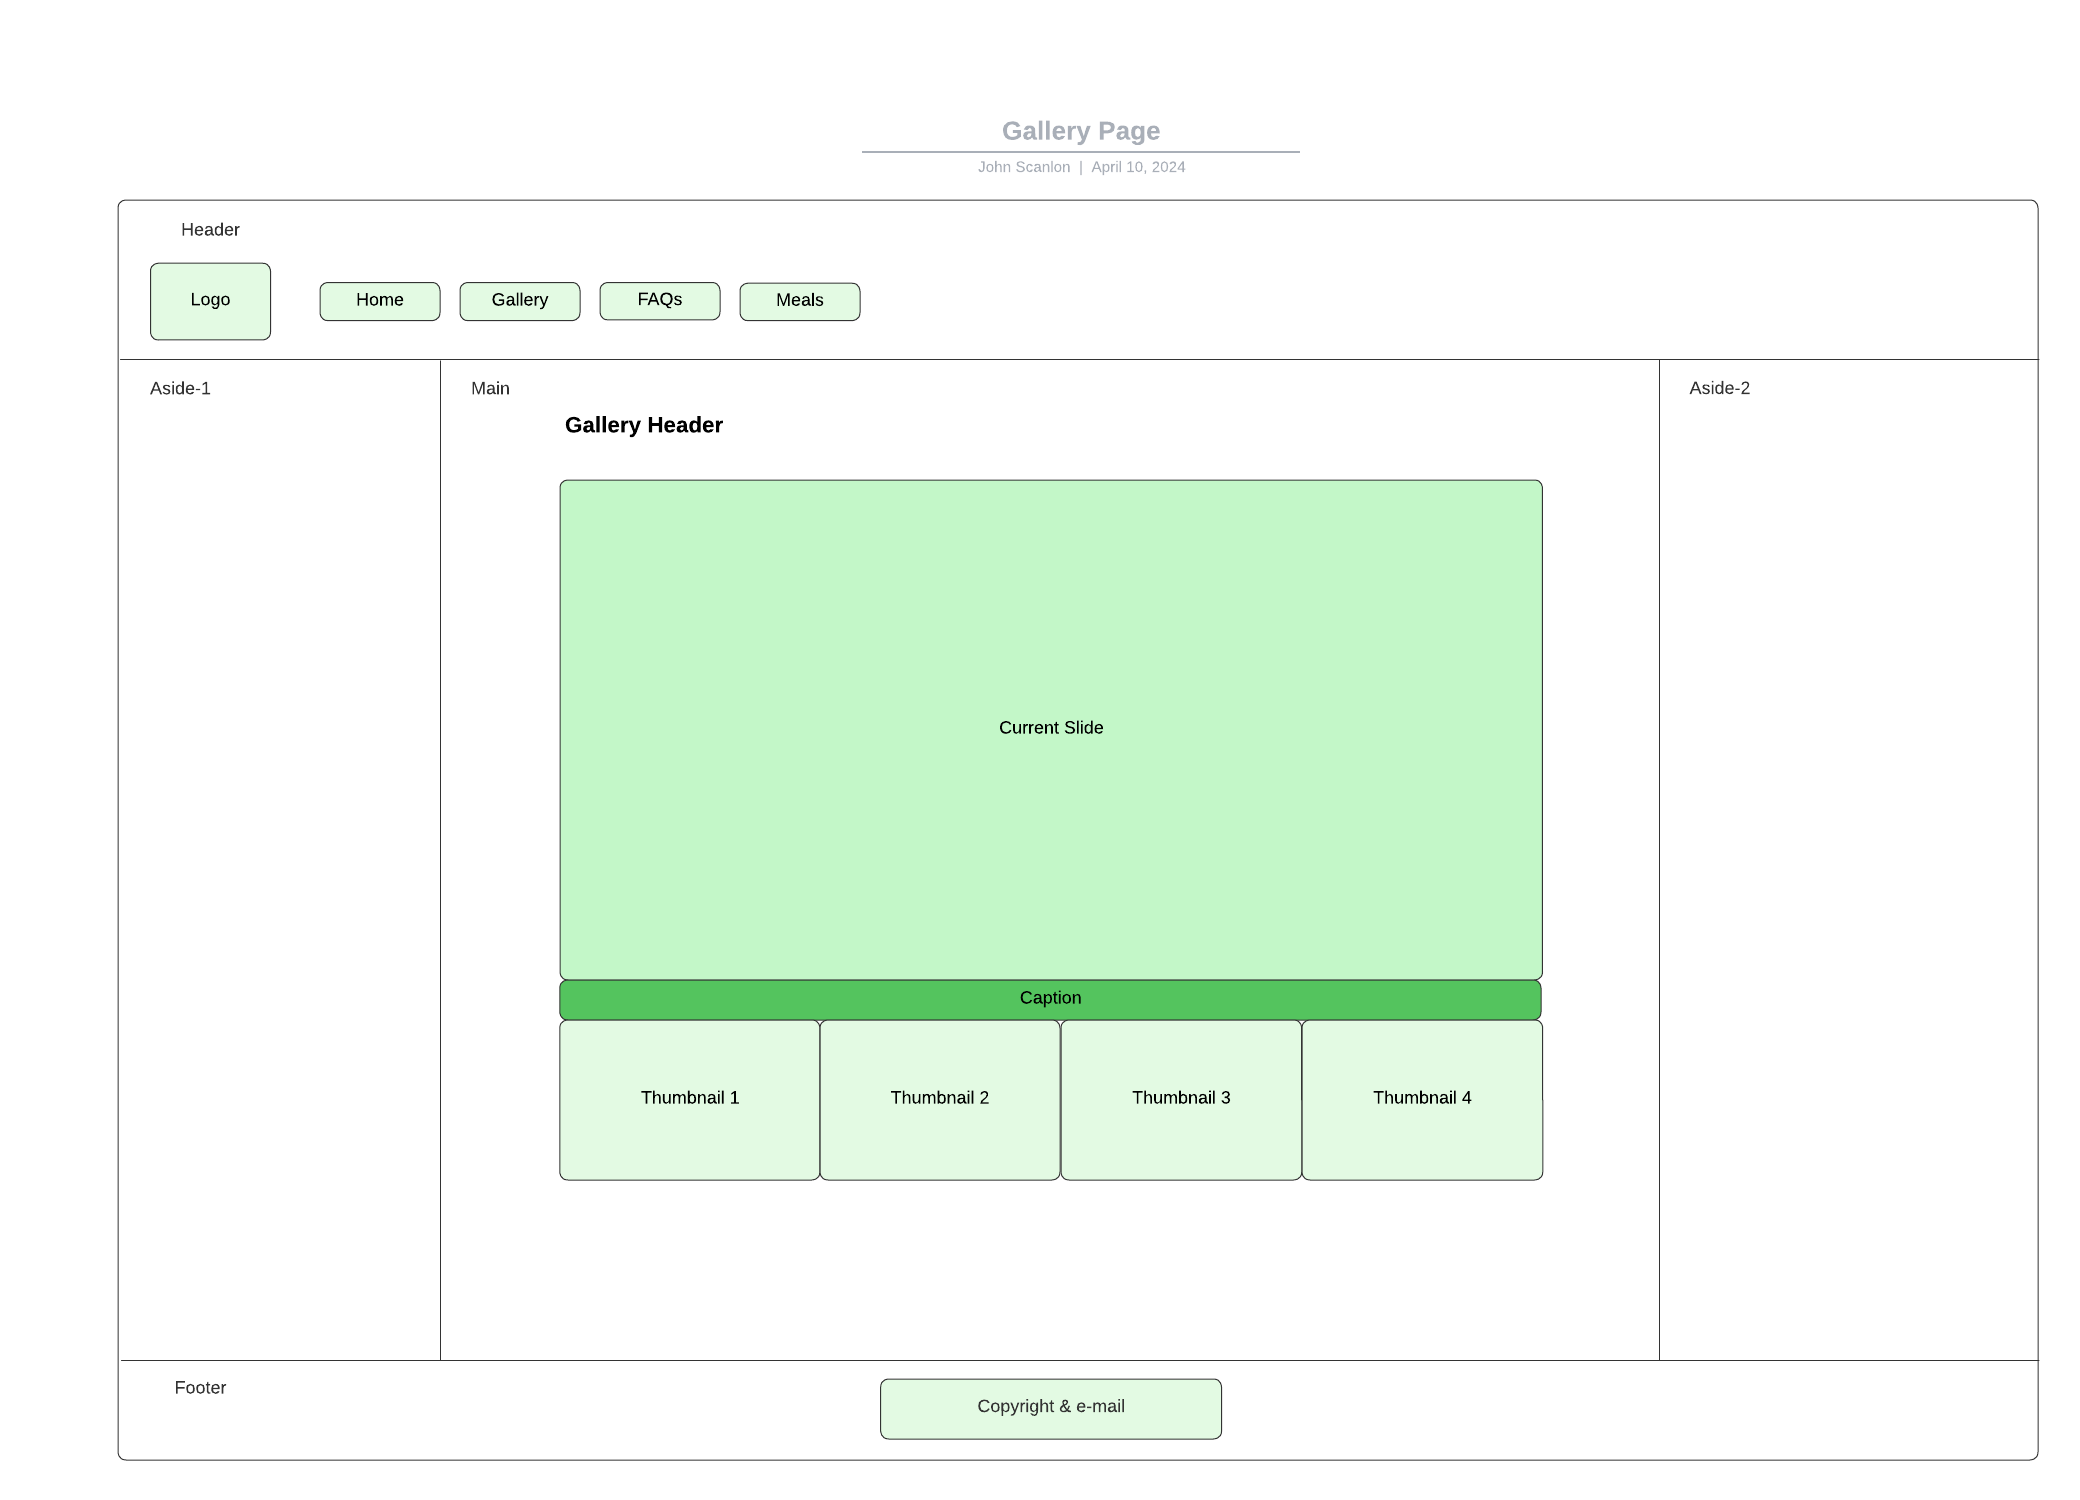 Gallery Page
John Scanlon | April 10, 2024
Header
Logo
Home
Gallery
FAQs
Meals
Aside-1
Main
Aside-2
Gallery Header
Current Slide
Caption
Thumbnail 1
Thumbnail 2
Thumbnail 3
Thumbnail 4
Footer
Copyright & e-mail